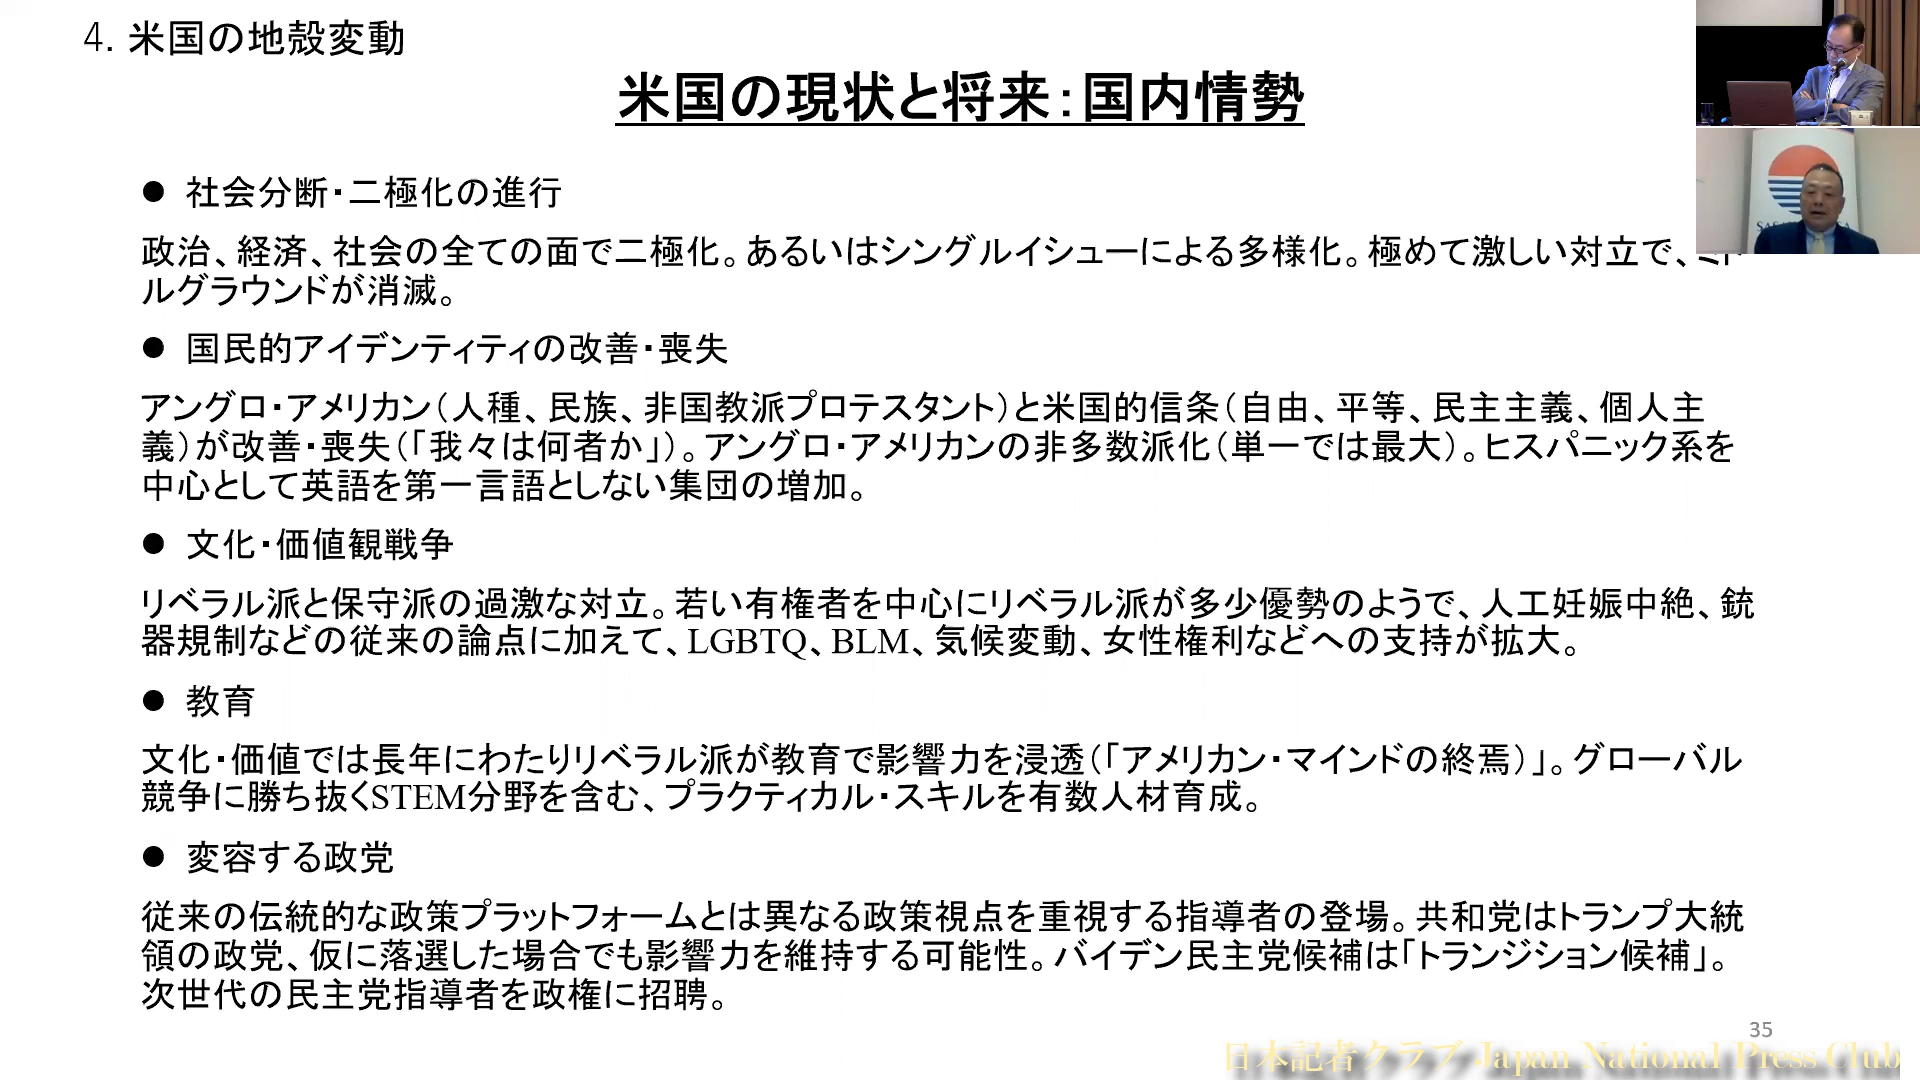 4. 米国の地殻変動
米国の現状と将来：国内情勢
● 社会分断・二極化の進行
政治、経済、社会の全ての面で二極化。あるいはシングルイシューによる多様化。極めて激しい対立で、ミド
ルグラウンドが消滅。
● 国民的アイデンティティの改善・喪失
アングロ・アメリカン（人種、民族、非国教派プロテスタント）と米国的信条（自由、平等、民主主義、個人主
義）が改善・喪失（「我々は何者か」）。アングロ・アメリカンの非多数派化（単一では最大）。ヒスパニック系を
中心として英語を第一言語としない集団の増加。
● 文化・価値観戦争
リベラル派と保守派の過激な対立。若い有権者を中心にリベラル派が多少優勢のようで、人工妊娠中絶、銃
器規制などの従来の論点に加えて、LGBTQ、BLM、気候変動、女性権利などへの支持が拡大。
● 教育
文化・価値では長年にわたりリベラル派が教育で影響力を浸透（「アメリカン・マインドの終焉）」。グローバル
競争に勝ち抜くSTEM分野を含む、プラクティカル・スキルを有数人材育成。
● 変容する政党
従来の伝統的な政策プラットフォームとは異なる政策視点を重視する指導者の登場。共和党はトランプ大統
領の政党、仮に落選した場合でも影響力を維持する可能性。バイデン民主党候補は「トランジション候補」。
次世代の民主党指導者を政権に招聘。
35
日本記者クラブ Japan National Press Club